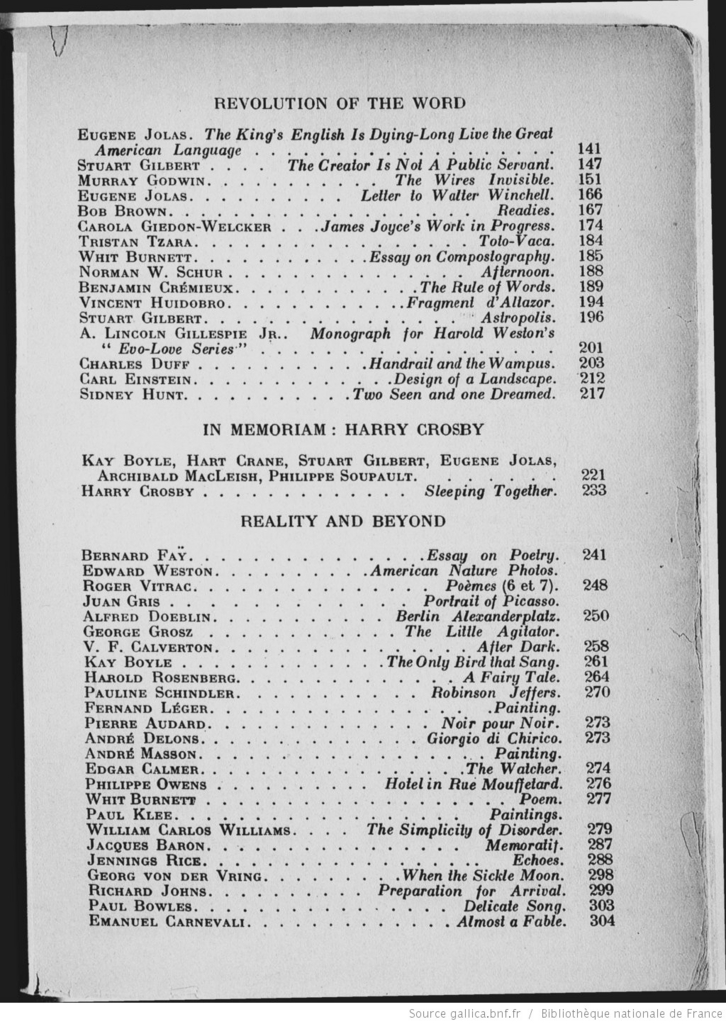 REVOLUTION OF THE WORD
EUGENE JOLAS. The King's English Is Dying-Long Live the Great
American Language . . . . . . . . . . . . . . . . . . 141
STUART GILBERT . . . . The Creator Is Not A Public Servant. 147
MURRAY GODWIN. . . . . . . . . . . The Wires Invisible. 151
EUGENE JOLAS. . . . . . . . . . . Letter to Walter Winchell. 166
BOB BROWN. . . . . . . . . . . . . . . . . . . Readies. 167
CAROLA GIEDON-WELCKER . . .James Joyce's Work in Progress. 174
TRISTAN TZARA. . . . . . . . . . . . . . . . . Toto-Vaca. 184
WHIT BURNETT. . . . . . . . . . . .Essay on Compostography. 185
NORMAN W. SCHUR . . . . . . . . . . . . . . . Afternoon. 188
BENJAMIN CRÉMIEUX. . . . . . . . . . . . .The Rule of Words. 189
VINCENT HUIDOBRO. . . . . . . . . . . .Fragment d'Altazor. 194
STUART GILBERT. . . . . . . . . . . . . . . . . Astropolis. 196
A. LINCOLN GILLESPIE JR.. Monograph for Harold Weston's
" Evo-Love Series " . . . . . . . . . . . . . . . . . 201
CHARLES DUFF . . . . . . . . . . .Handrail and the Wampus. 203
CARL EINSTEIN. . . . . . . . . . . . . .Design of a Landscape. 212
SIDNEY HUNT. . . . . . . . . . .Two Seen and one Dreamed. 217
IN MEMORIAM : HARRY CROSBY
KAY BOYLE, HART CRANE, STUART GILBERT, EUGENE JOLAS,
ARCHIBALD MACLEISH, PHILIPPE SOUPAULT. . . . . . . . 221
HARRY CROSBY . . . . . . . . . . . . . Sleeping Together. 233
REALITY AND BEYOND
BERNARD FAŸ. . . . . . . . . . . . . . . .Essay on Poetry. 241
EDWARD WESTON. . . . . . . . . . .American Nature Photos.
ROGER VITRAC. . . . . . . . . . . . . . . Poèmes (6 et 7). 248
JUAN GRIS . . . . . . . . . . . . . . . Portrait of Picasso.
ALFRED DOEBLIN. . . . . . . . . . . . Berlin Alexanderplatz. 250
GEORGE GROSZ . . . . . . . . . . . . . The Little Agitator.
V. F. CALVERTON. . . . . . . . . . . . . . . . After Dark. 258
KAY BOYLE . . . . . . . . . . . . . The Only Bird that Sang. 261
HAROLD ROSENBERG. . . . . . . . . . . . . . . A Fairy Tale. 264
PAULINE SCHINDLER. . . . . . . . . . . . Robinson Jeffers. 270
FERNAND LÉGER. . . . . . . . . . . . . . . . . .Painting.
PIERRE AUDARD. . . . . . . . . . . . . . . Noir pour Noir. 273
ANDRÉ DELONS. . . . . . . . . . . . . . Giorgio di Chirico. 273
ANDRÉ MASSON. . . . . . . . . . . . . . . . . . Painting.
EDGAR CALMER. . . . . . . . . . . . . . . . . .The Watcher. 274
PHILIPPE OWENS . . . . . . . . . . Hotel in Rue Mouffetard. 276
WHIT BURNETT . . . . . . . . . . . . . . . . . . . Poem. 277
PAUL KLEE. . . . . . . . . . . . . . . . . . . Paintings.
WILLIAM CARLOS WILLIAMS. . . . The Simplicity of Disorder. 279
JACQUES BARON. . . . . . . . . . . . . . . . . Memoratif. 287
JENNINGS RICE. . . . . . . . . . . . . . . . . . Echoes. 288
GEORG VON DER VRING. . . . . . . . .When the Sickle Moon. 298
RICHARD JOHNS. . . . . . . . . . . Preparation for Arrival. 299
PAUL BOWLES. . . . . . . . . . . . . . . . Delicate Song. 303
EMANUEL CARNEVALI. . . . . . . . . . . . . .Almost a Fable. 304
Source gallica.bnf.fr / Bibliothèque nationale de France